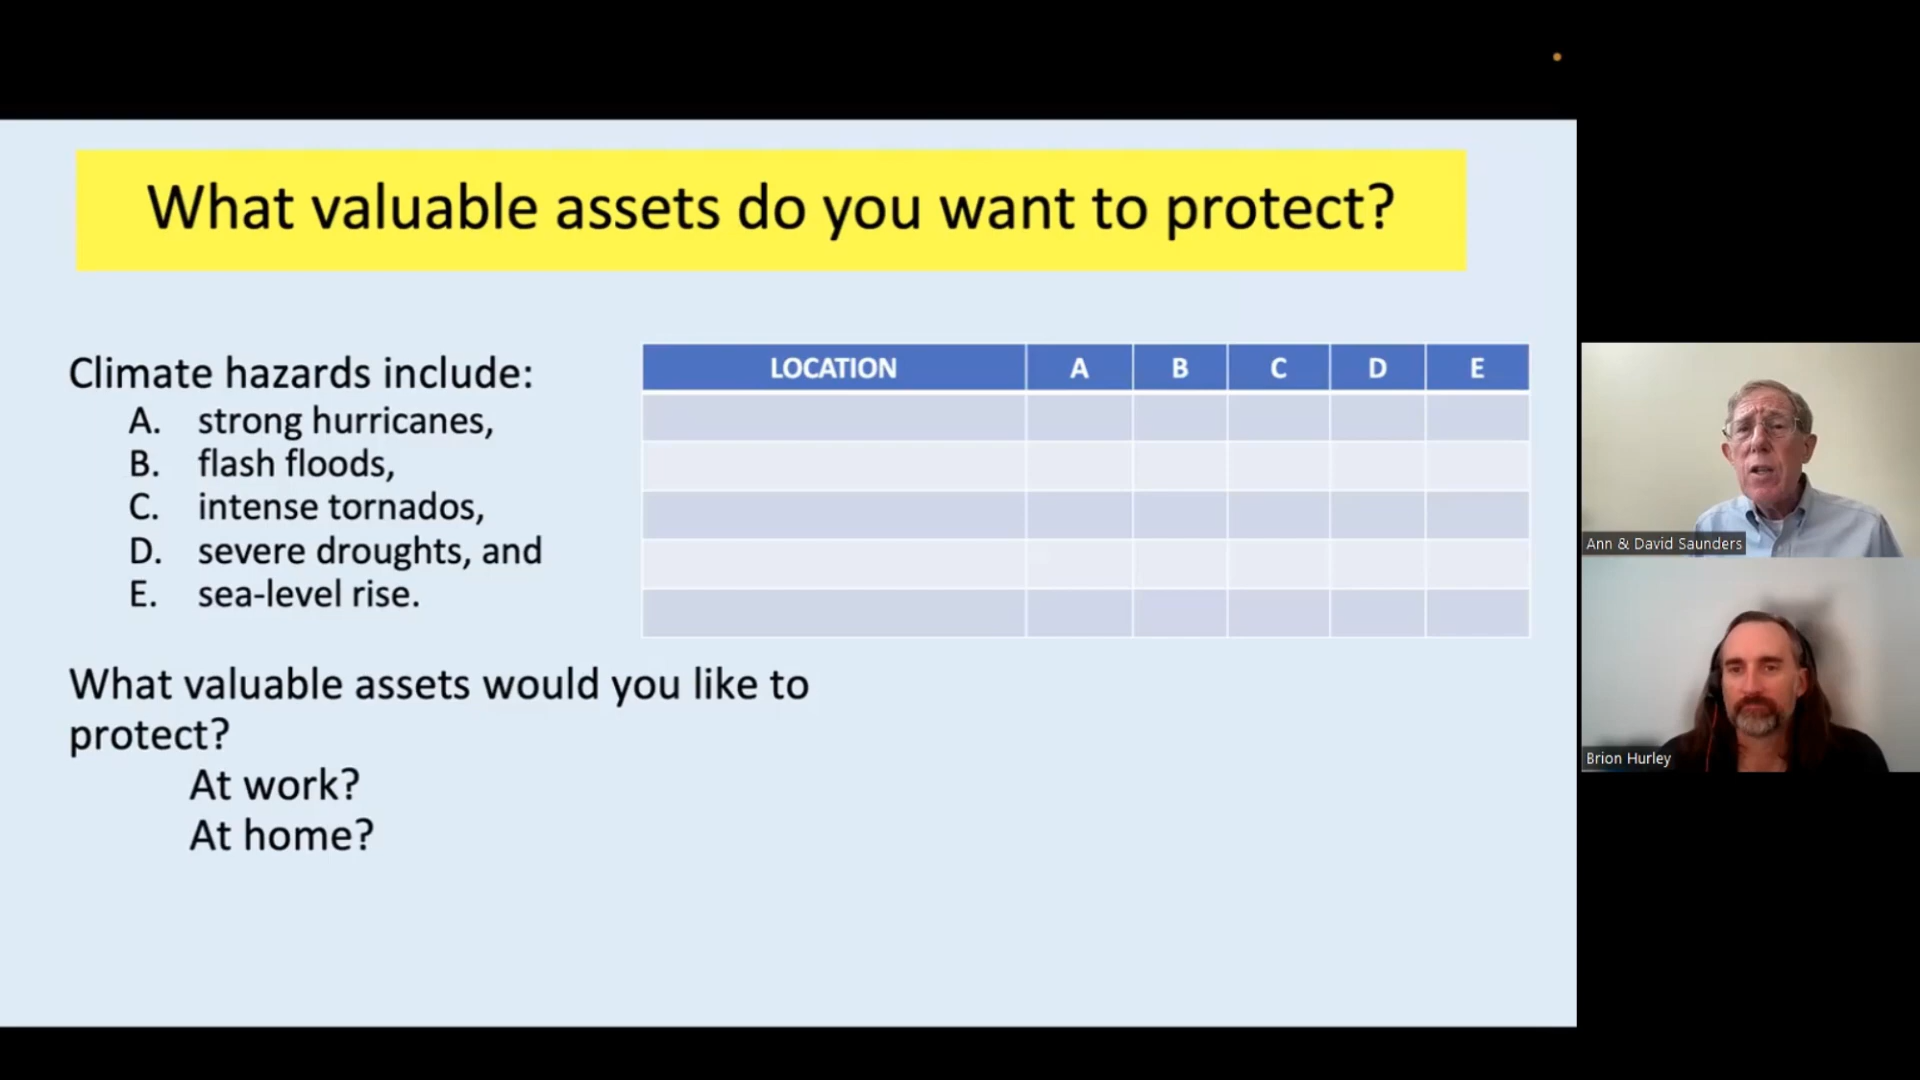 What valuable assets do you want to protect?
Climate hazards include:
A. strong hurricanes,
B. flash floods,
C. intense tornados,
D. severe droughts, and
E. sea-level rise.
LOCATION A B C D E
What valuable assets would you like to
protect?
At work?
At home?
Ann & David Saunders
Brion Hurley